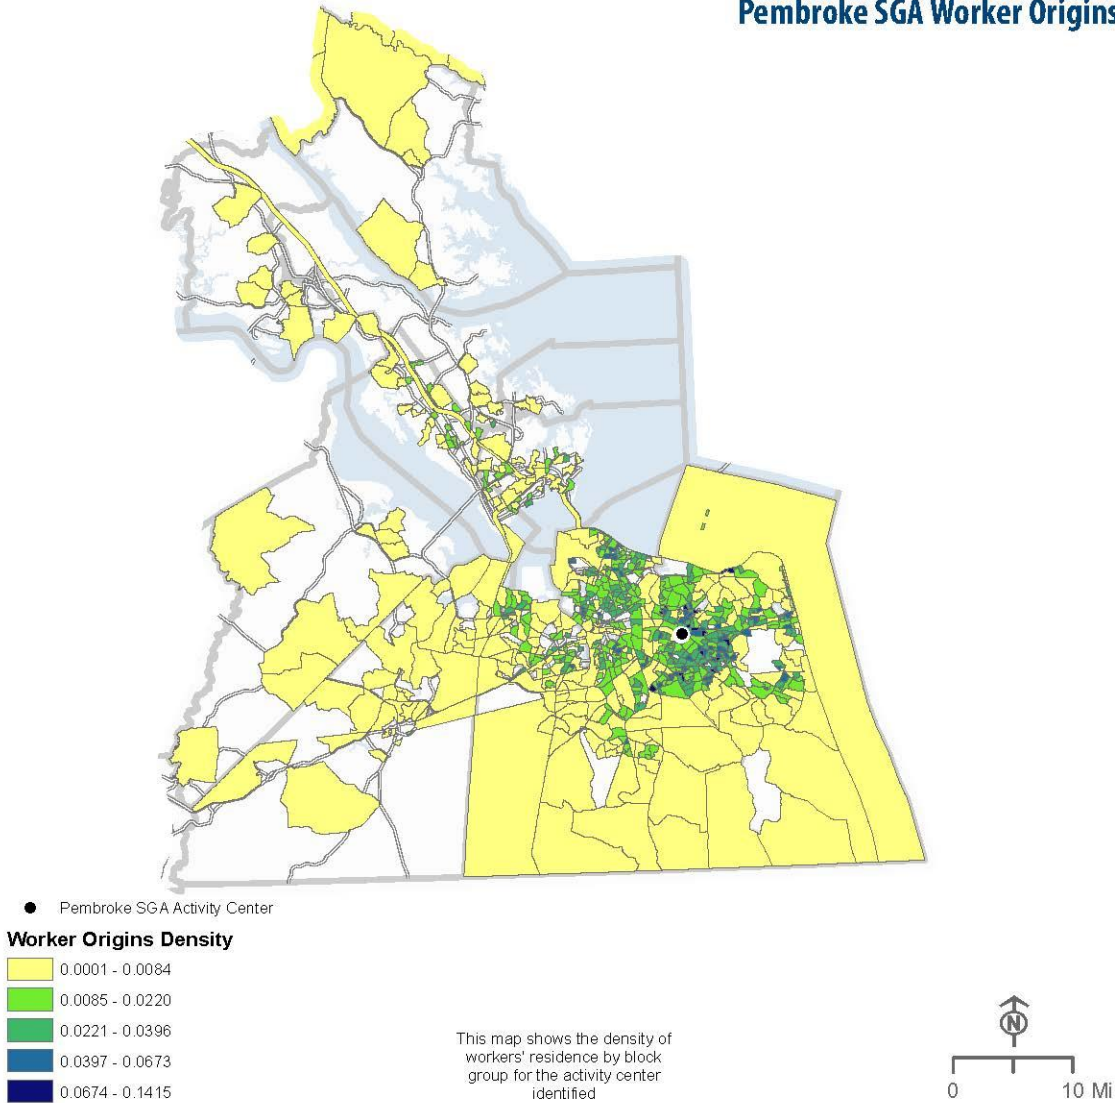 Pembroke SGA Worker Origins
Pembroke SGA Activity Center
Worker Origins Density
0.0001 - 0.0084
0.0085 - 0.0220
0.0221 - 0.0396
0.0397 - 0.0673
0.0674 - 0.1415
This map shows the density of
workers' residence by block
group for the activity center
identified
N
0 10 Mi